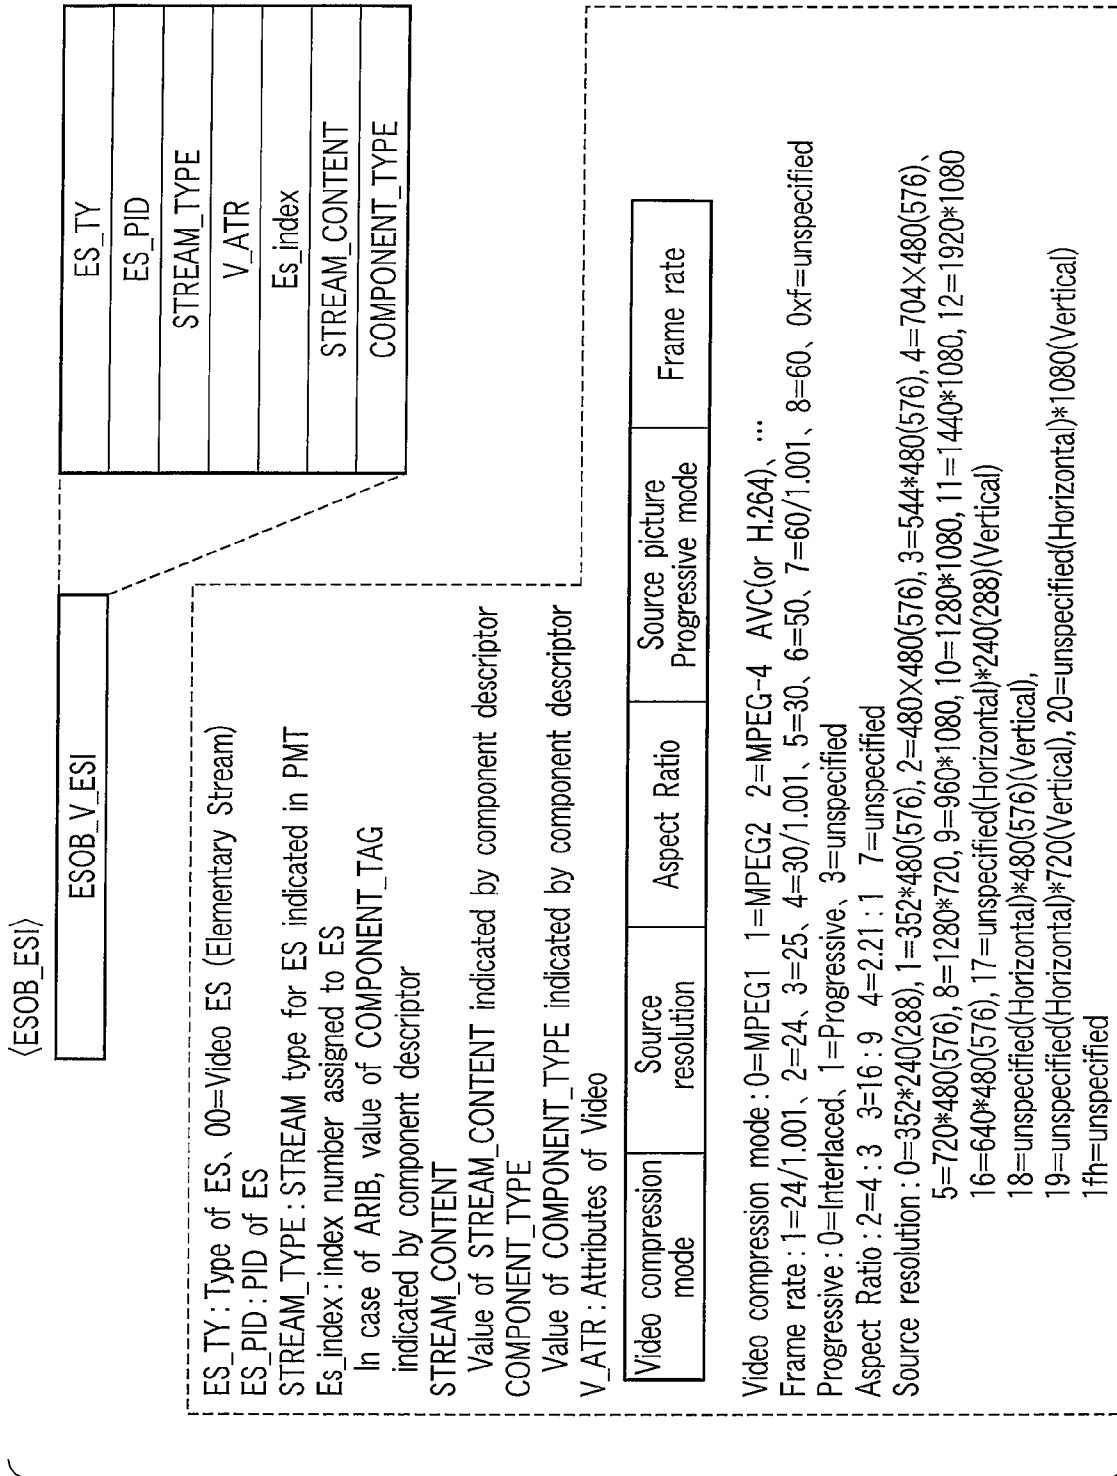 ⟨ESOB_ESI⟩
ESOB_V_ESI
ES_TY
ES_PID
STREAM_TYPE
V_ATR
Es_index
STREAM_CONTENT
COMPONENT_TYPE
ES_TY : Type of ES、00=Video ES (Elementary Stream)
ES_PID : PID of ES
STREAM_TYPE : STREAM type for ES indicated in PMT
Es_index : index number assigned to ES
In case of ARIB, value of COMPONENT_TAG
indicated by component descriptor
STREAM_CONTENT
Value of STREAM_CONTENT indicated by component descriptor
COMPONENT_TYPE
Value of COMPONENT_TYPE indicated by component descriptor
V_ATR : Attributes of Video
Video compression
mode
Source
resolution
Aspect Ratio
Source picture
Progressive mode
Frame rate
Video compression mode : 0=MPEG1 1=MPEG2 2=MPEG-4 AVC(or H.264)、…
Frame rate : 1=24/1.001、2=24、3=25、4=30/1.001、5=30、6=50、7=60/1.001、8=60、0xf=unspecified
Progressive : 0=Interlaced、1=Progressive、3=unspecified
Aspect Ratio : 2=4 : 3 3=16 : 9 4=2.21 : 1 7=unspecified
Source resolution : 0=352*240(288), 1=352*480(576), 2=480×480(576), 3=544*480(576), 4=704×480(576)、
5=720*480(576), 8=1280*720, 9=960*1080, 10=1280*1080, 11=1440*1080, 12=1920*1080
16=640*480(576), 17=unspecified(Horizontal)*240(288)(Vertical)
18=unspecified(Horizontal)*480(576)(Vertical),
19=unspecified(Horizontal)*720(Vertical), 20=unspecified(Horizontal)*1080(Vertical)
1fh=unspecified